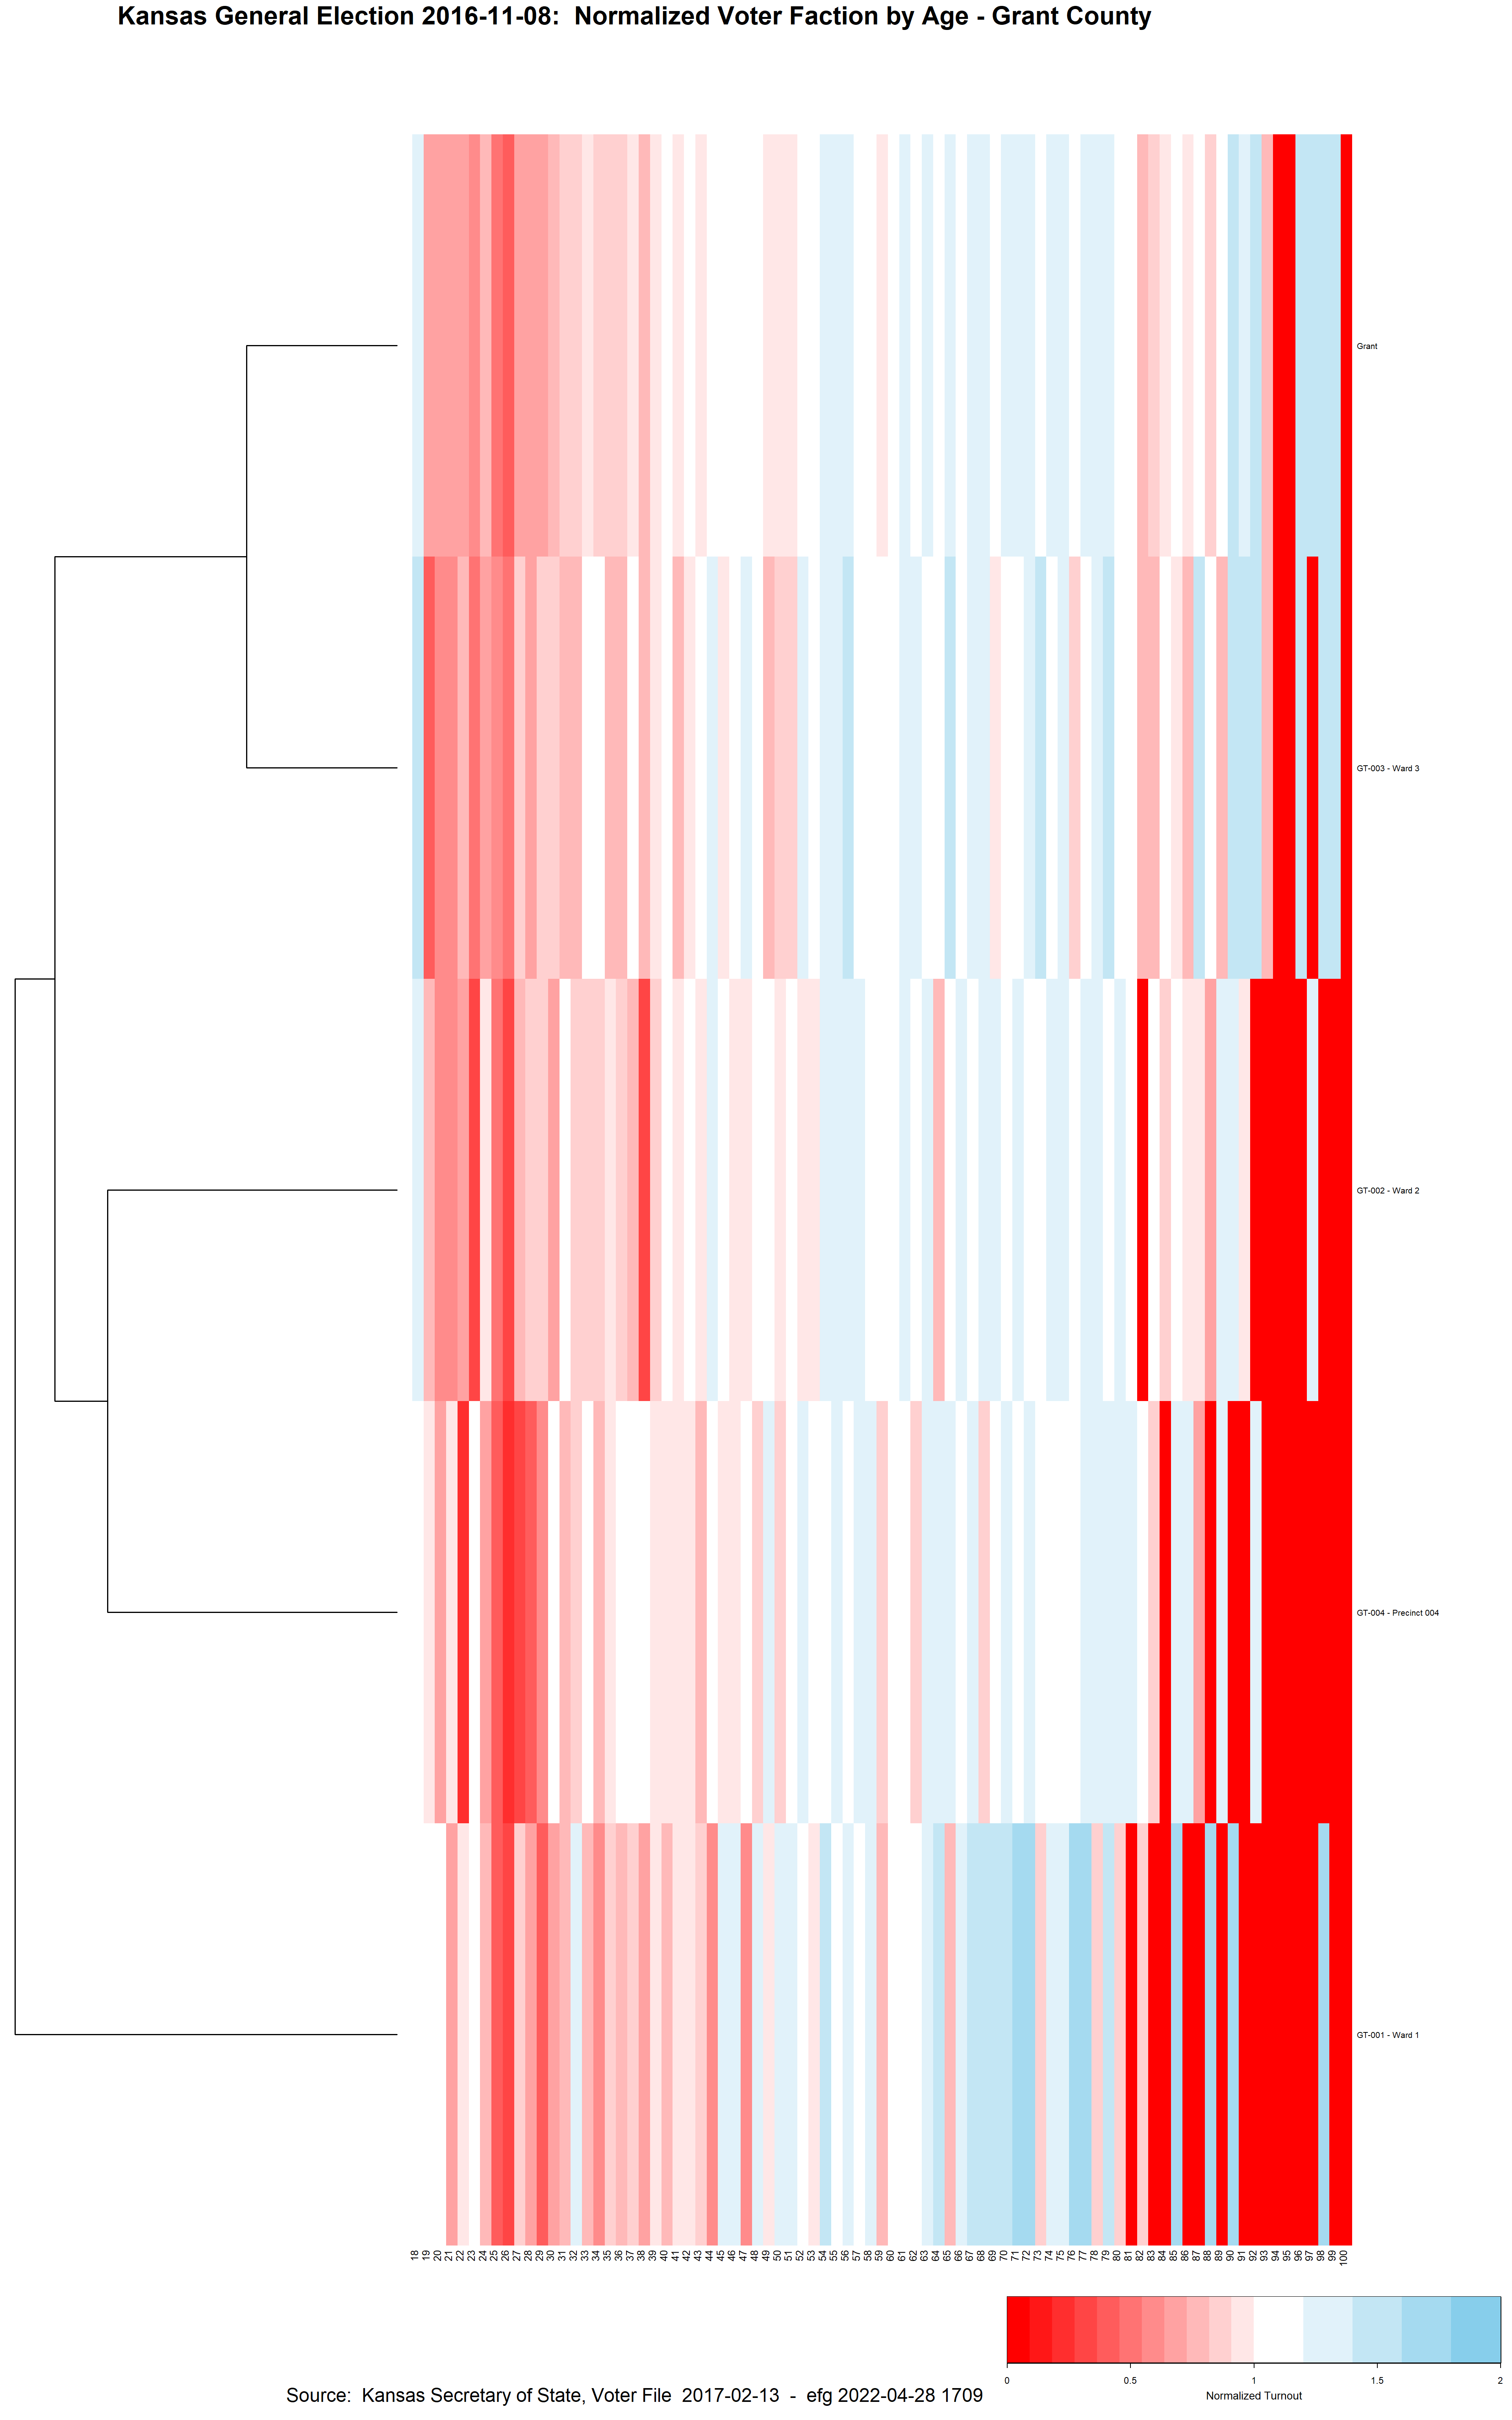 Kansas General Election 2016-11-08:  Normalized Voter Faction by Age - Grant County
Grant
GT-003 - Ward 3
GT-002 - Ward 2
GT-004 - Precinct 004
GT-001 - Ward 1
18 19 20 21 22 23 24 25 26 27 28 29 30 31 32 33 34 35 36 37 38 39 40 41 42 43 44 45 46 47 48 49 50 51 52 53 54 55 56 57 58 59 60 61 62 63 64 65 66 67 68 69 70 71 72 73 74 75 76 77 78 79 80 81 82 83 84 85 86 87 88 89 90 91 92 93 94 95 96 97 98 99 100
0 0.5 1 1.5 2
Normalized Turnout
Source:  Kansas Secretary of State, Voter File  2017-02-13  -  efg 2022-04-28 1709